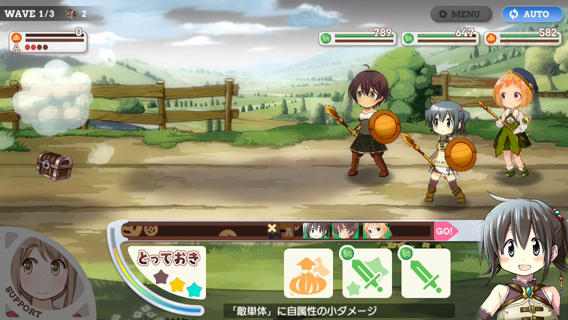 WAVE 1/3 2
MENU
AUTO
0
A
789
647
582
GO!
とっておき
SUPPORT
「敵単体」に自属性の小ダメージ